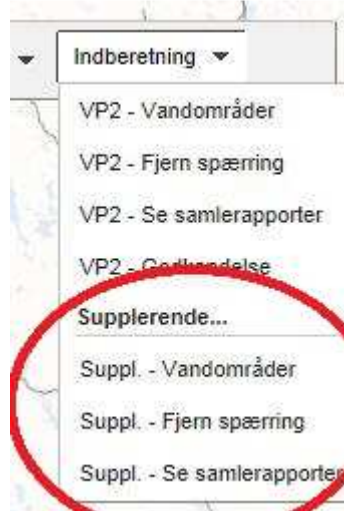 Indberetning
VP2 - Vandområder
VP2 - Fjern spærring
VP2 - Se samlerapporter
VP2 - Godkendelse
Supplerende...
Suppl. - Vandområder
Suppl. - Fjern spærring
Suppl. - Se samlerapporter